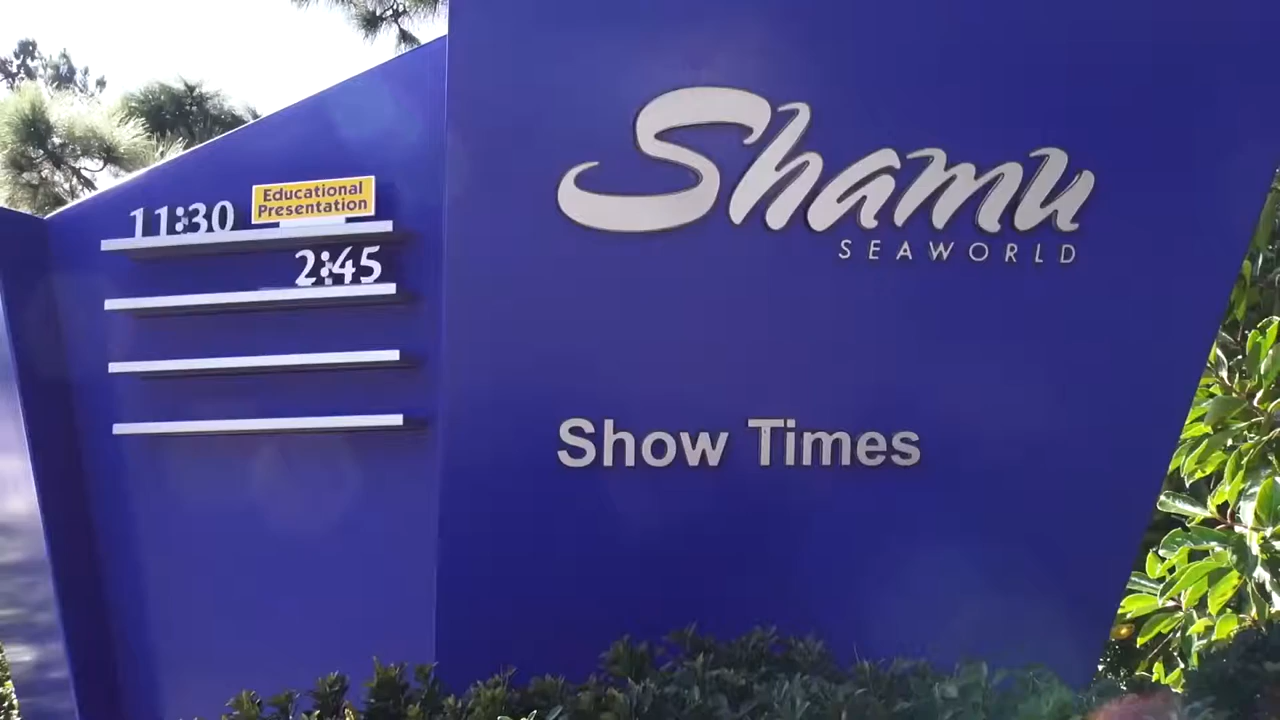 11:30
Educational
Presentation
2:45
Shamu
SEAWORLD
Show Times